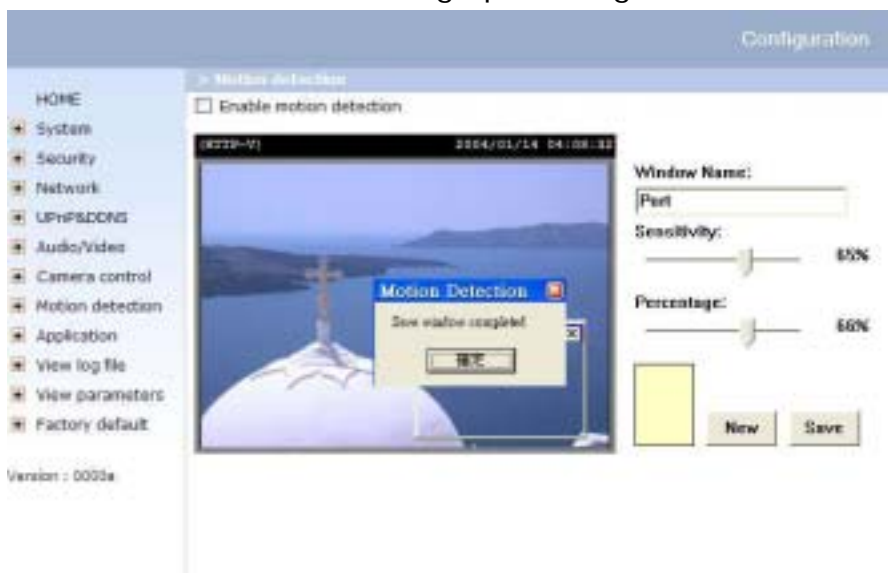 Configuration
> Motion detection
HOME
Enable motion detection
System
Security
Network
UPnP&DDNS
Audio/Video
Camera control
Motion detection
Application
View log file
View parameters
Factory default
Version : 0003a
(HTTP-V) 2004/01/14 04:08:32
Motion Detection
Save window completed
確定
Window Name:
Port
Sensitivity:
65%
Percentage:
66%
New
Save